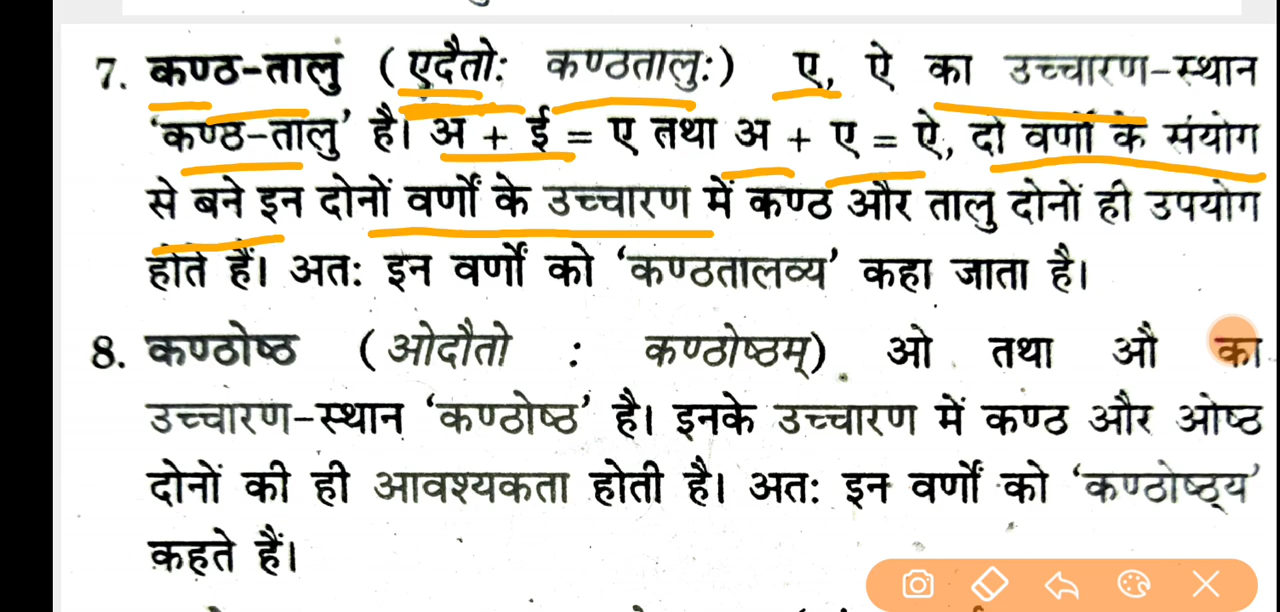 7. कण्ठ-तालु (एदैतो: कण्ठतालु:) ए, ऐ का उच्चारण-स्थान
‘कण्ठ-तालु’ है। अ + ई = ए तथा अ + ए = ऐ, दो वर्णों के संयोग
से बने इन दोनों वर्णों के उच्चारण में कण्ठ और तालु दोनों ही उपयोग
होते हैं। अत: इन वर्णों को ‘कण्ठतालव्य’ कहा जाता है।
8. कण्ठोष्ठ (ओदौतो : कण्ठोष्ठम्) ओ तथा औ का
उच्चारण-स्थान ‘कण्ठोष्ठ’ है। इनके उच्चारण में कण्ठ और ओष्ठ
दोनों की ही आवश्यकता होती है। अत: इन वर्णों को ‘कण्ठोष्ठ्य’
कहते हैं।